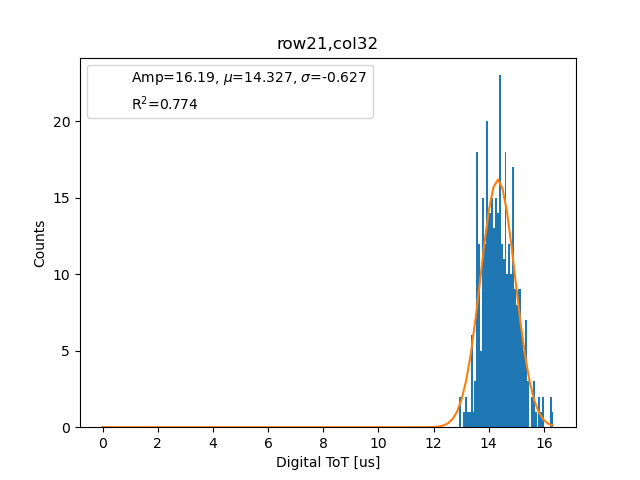 row21,col32
Amp=16.19, μ=14.327, σ=-0.627
R²=0.774
Counts
20
15
10
5
0
0 2 4 6 8 10 12 14 16
Digital ToT [us]